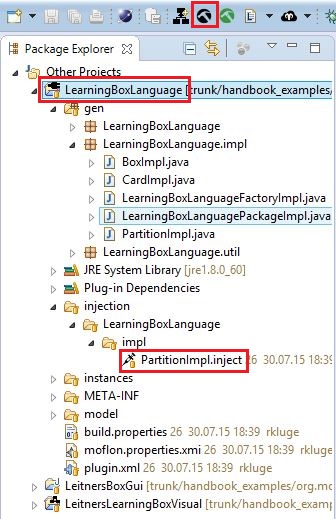 Package Explorer
Other Projects
LearningBoxLanguage [trunk/handbook_examples/
gen
LearningBoxLanguage
LearningBoxLanguage.impl
BoxImpl.java
CardImpl.java
LearningBoxLanguageFactoryImpl.java
LearningBoxLanguagePackageImpl.java
PartitionImpl.java
LearningBoxLanguage.util
JRE System Library [jre1.8.0_60]
Plug-in Dependencies
injection
LearningBoxLanguage
impl
PartitionImpl.inject 26 30.07.15 18:39
instances
META-INF
model
build.properties 26 30.07.15 18:39 rkluge
moflon.properties.xmi 26 30.07.15 18:39
plugin.xml 26 30.07.15 18:39 rkluge
LeitnersBoxGui [trunk/handbook_examples/org.mo
LeitnersLearningBoxVisual [trunk/handbook_exam